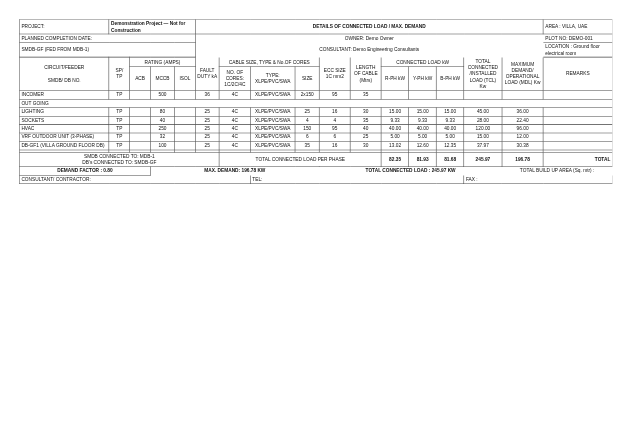 PROJECT: Demonstration Project — Not for Construction DETAILS OF CONNECTED LOAD / MAX. DEMAND AREA : VILLA, UAE
PLANNED COMPLETION DATE: OWNER: Demo Owner PLOT NO: DEMO-001
SMDB-GF (FED FROM MDB-1) CONSULTANT: Demo Engineering Consultants LOCATION : Ground floor electrical room
CIRCUIT/FEEDER SMDB/ DB NO. SP/ TP RATING (AMPS) FAULT DUTY kA CABLE SIZE, TYPE & No.OF CORES ECC SIZE 1C mm2 LENGTH OF CABLE (Mtrs) CONNECTED LOAD kW TOTAL CONNECTED /INSTALLED LOAD (TCL) Kw MAXIMUM DEMAND/ OPERATIONAL LOAD (MDL) Kw REMARKS
ACB MCCB ISOL NO. OF CORES: 1C/2C/4C TYPE: XLPE/PVC/SWA SIZE R-PH kW Y-PH kW B-PH kW
INCOMER TP 500 36 4C XLPE/PVC/SWA 2x150 95 35
OUT GOING:
LIGHTING TP 80 25 4C XLPE/PVC/SWA 25 16 30 15.00 15.00 15.00 45.00 36.00
SOCKETS TP 40 25 4C XLPE/PVC/SWA 4 4 35 9.33 9.33 9.33 28.00 22.40
HVAC TP 250 25 4C XLPE/PVC/SWA 150 95 40 40.00 40.00 40.00 120.00 96.00
VRF OUTDOOR UNIT (3-PHASE) TP 32 25 4C XLPE/PVC/SWA 6 6 25 5.00 5.00 5.00 15.00 12.00
DB-GF1 (VILLA GROUND FLOOR DB) TP 100 25 4C XLPE/PVC/SWA 35 16 30 13.02 12.60 12.35 37.97 30.38
SMDB CONNECTED TO: MDB-1
DB's CONNECTED TO: SMDB-GF TOTAL CONNECTED LOAD PER PHASE 82.35 81.93 81.68 245.97 196.78 TOTAL
DEMAND FACTOR : 0.80 MAX. DEMAND: 196.78 KW TOTAL CONNECTED LOAD : 245.97 KW TOTAL BUILD UP AREA (Sq. mtr) :
CONSULTANT/ CONTRACTOR: TEL: FAX :